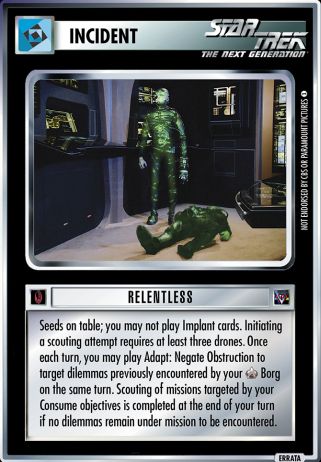 INCIDENT
STAR TREK
THE NEXT GENERATION
NOT ENDORSED BY CBS OR PARAMOUNT PICTURES
RELENTLESS
Seeds on table; you may not play Implant cards. Initiating
a scouting attempt requires at least three drones. Once
each turn, you may play Adapt: Negate Obstruction to
target dilemmas previously encountered by your Borg
on the same turn. Scouting of missions targeted by your
Consume objectives is completed at the end of your turn
if no dilemmas remain under mission to be encountered.
ERRATA